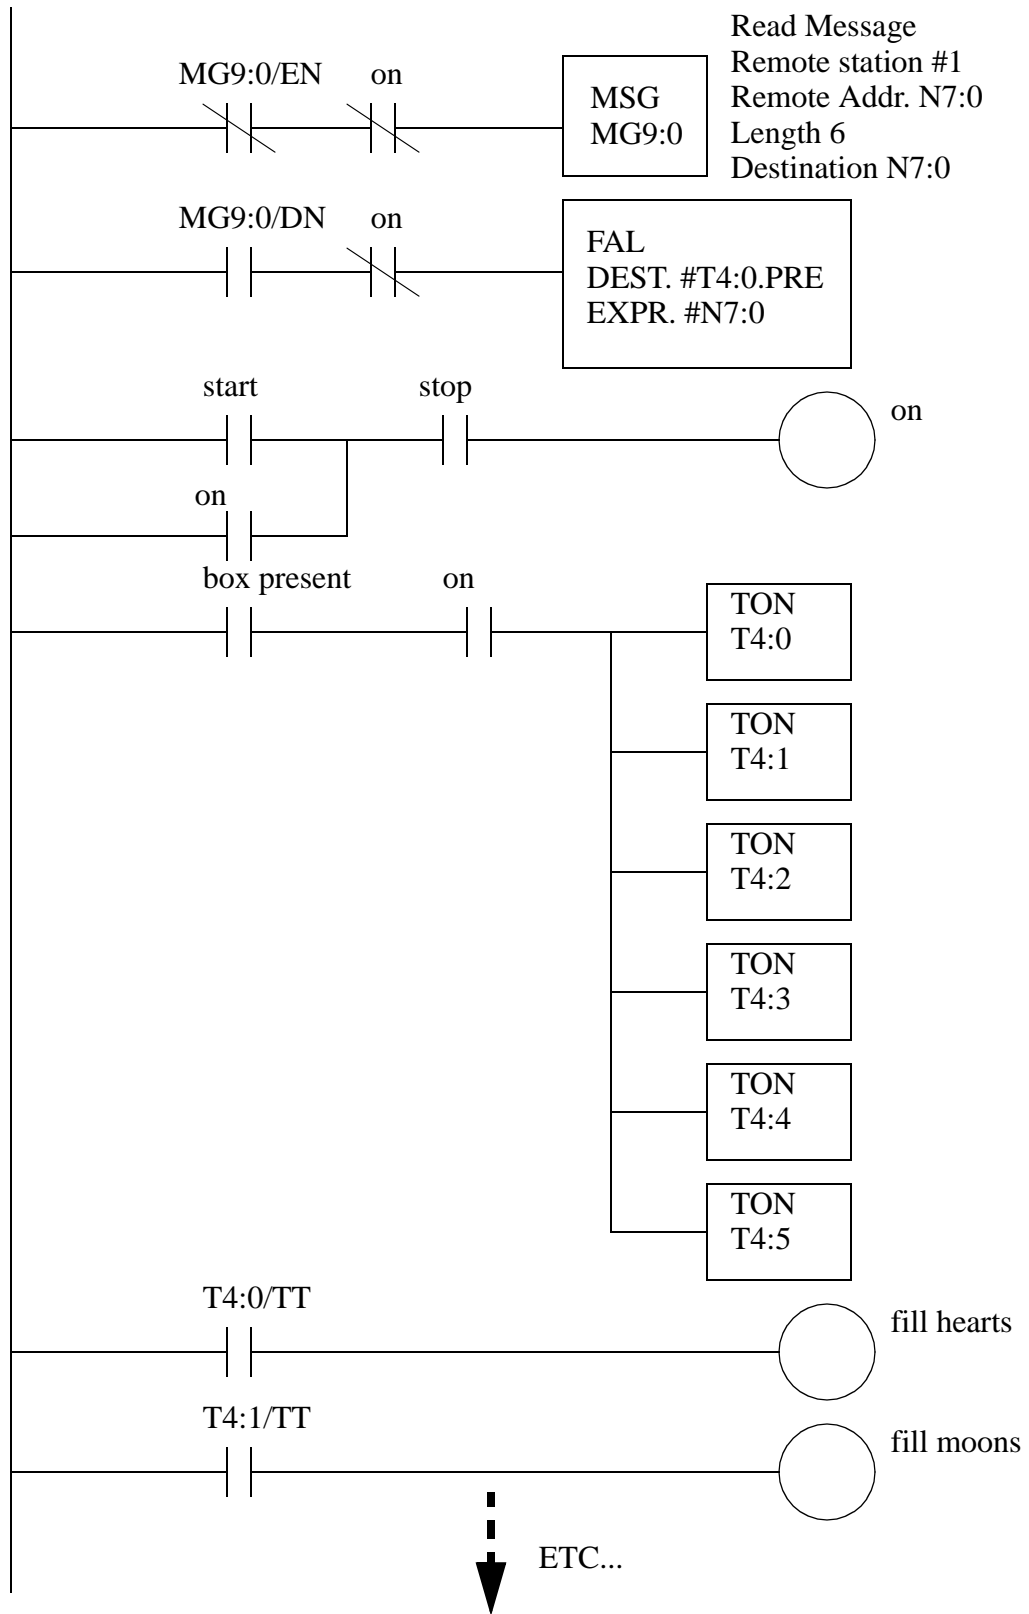 Read Message
Remote station #1
Remote Addr. N7:0
Length 6
Destination N7:0
MG9:0/EN
on
MSG
MG9:0
MG9:0/DN
on
FAL
DEST. #T4:0.PRE
EXPR. #N7:0
start
stop
on
on
box present
on
TON
T4:0
TON
T4:1
TON
T4:2
TON
T4:3
TON
T4:4
TON
T4:5
T4:0/TT
fill hearts
T4:1/TT
fill moons
ETC...